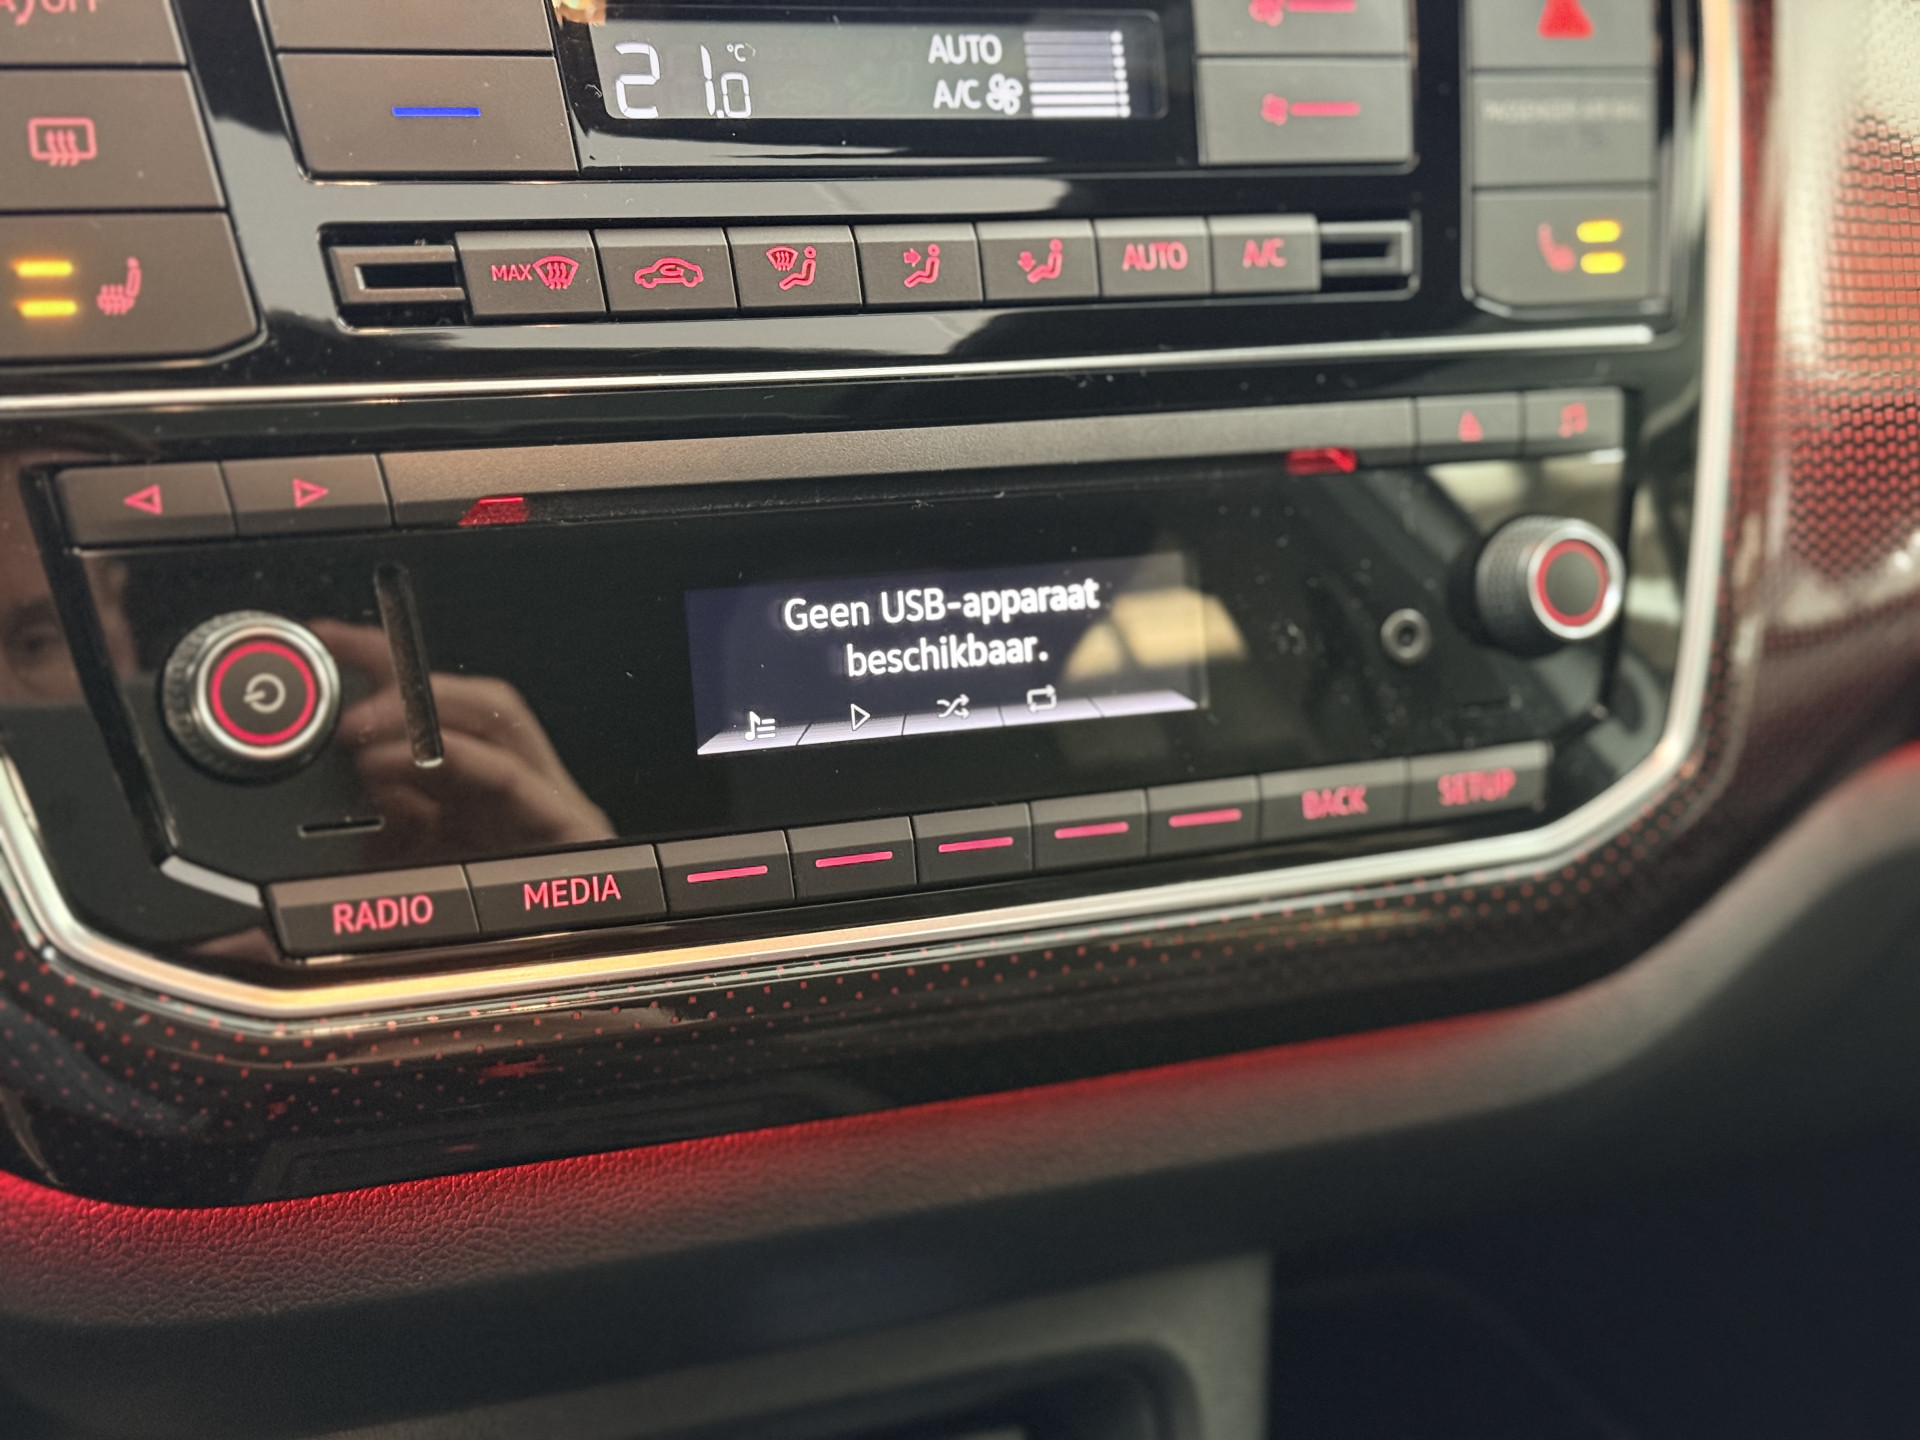 21.0 °C AUTO
A/C
MAX AUTO A/C
Geen USB-apparaat
beschikbaar.
RADIO MEDIA BACK SETUP